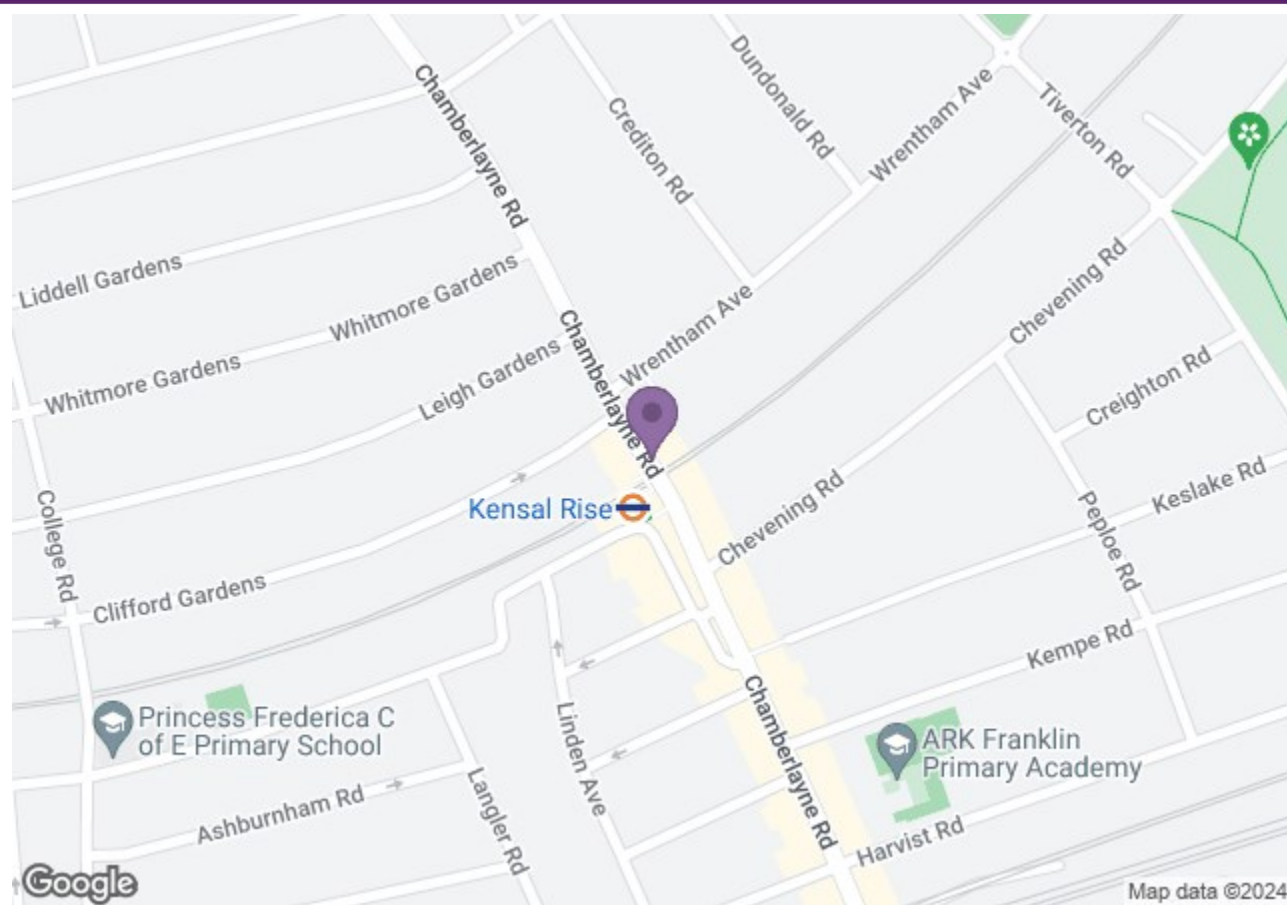 Chamberlayne Rd
Dundonald Rd
Crediton Rd
Wrentham Ave
Tiverton Rd
Liddell Gardens
Whitmore Gardens
Whitmore Gardens
Leigh Gardens
Chamberlayne Rd
Wrentham Ave
Chevening Rd
Creighton Rd
Keslake Rd
Peploe Rd
Kensal Rise
Chevening Rd
College Rd
Clifford Gardens
Kempe Rd
Princess Frederica C
of E Primary School
Linden Ave
Chamberlayne Rd
ARK Franklin
Primary Academy
Ashburnham Rd
Langler Rd
Harvist Rd
Google
Map data ©2024